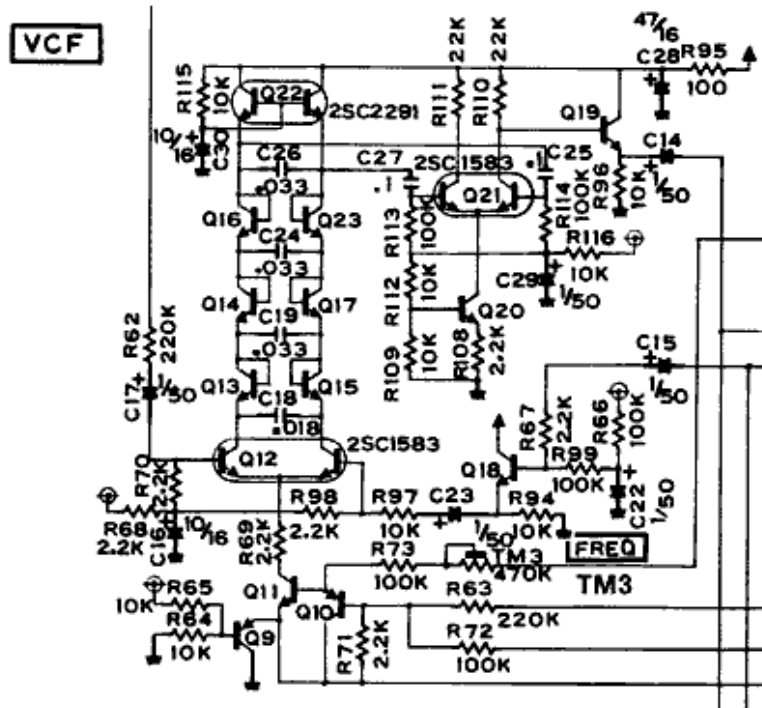 VCF
R115
10K
Q22
2SC2291
10/16
C30
22K
22K
R111
R110
47/16
C28
R95
100
Q19
C14
1/50
R96
10K
C26
.033
C27
.1
2SC1583
C25
.1
Q21
R114
100K
Q16
Q23
R113
100K
R116
10K
C24
.033
C29
1/50
Q14
Q17
R112
10K
Q20
R62
220K
C19
.033
R109
10K
R108
2.2K
C15
1/50
C17
1/50
Q13
Q15
C18
.018
R67
2.2K
R66
100K
Q12
2SC1583
Q18
R99
100K
C22
1/50
R70
2.2K
R68
2.2K
C16
10/16
R98
2.2K
R97
10K
C23
1/50
R94
10K
R69
2.2K
FREQ
R73
100K
TM3
470K
TM3
R65
10K
Q11
Q10
R63
220K
R64
10K
Q9
R71
2.2K
R72
100K